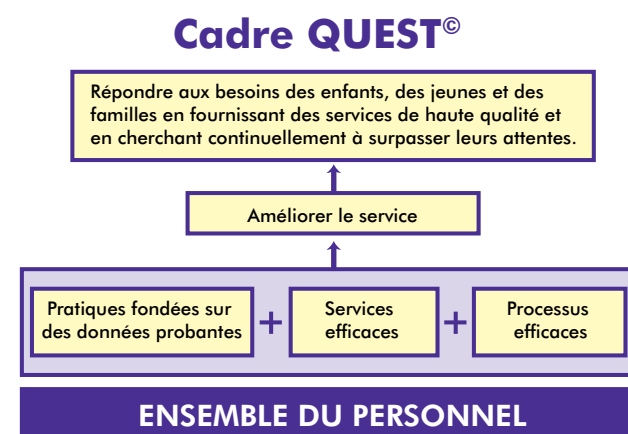 Cadre QUEST©
Répondre aux besoins des enfants, des jeunes et des
familles en fournissant des services de haute qualité et
en cherchant continuellement à surpasser leurs attentes.
Améliorer le service
Pratiques fondées sur
des données probantes
+
Services
efficaces
+
Processus
efficaces
ENSEMBLE DU PERSONNEL